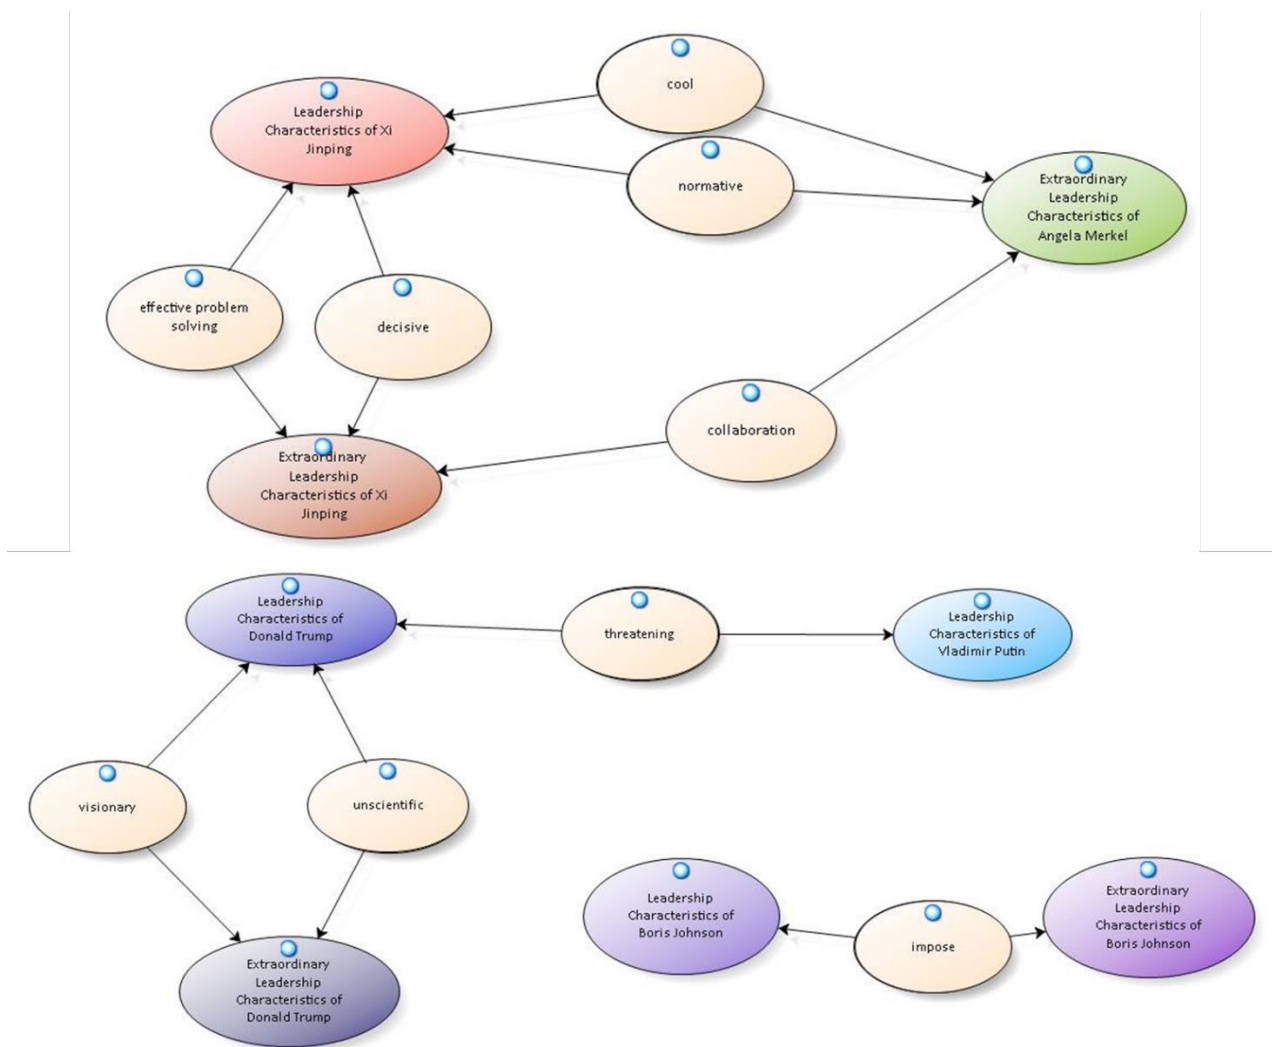 cool
Leadership
Characteristics of Xi
Jinping
normative
Extraordinary
Leadership
Characteristics of
Angela Merkel
effective problem
solving
decisive
collaboration
Extraordinary
Leadership
Characteristics of Xi
Jinping
Leadership
Characteristics of
Donald Trump
threatening
Leadership
Characteristics of
Vladimir Putin
visionary
unscientific
Leadership
Characteristics of
Boris Johnson
impose
Extraordinary
Leadership
Characteristics of
Boris Johnson
Extraordinary
Leadership
Characteristics of
Donald Trump